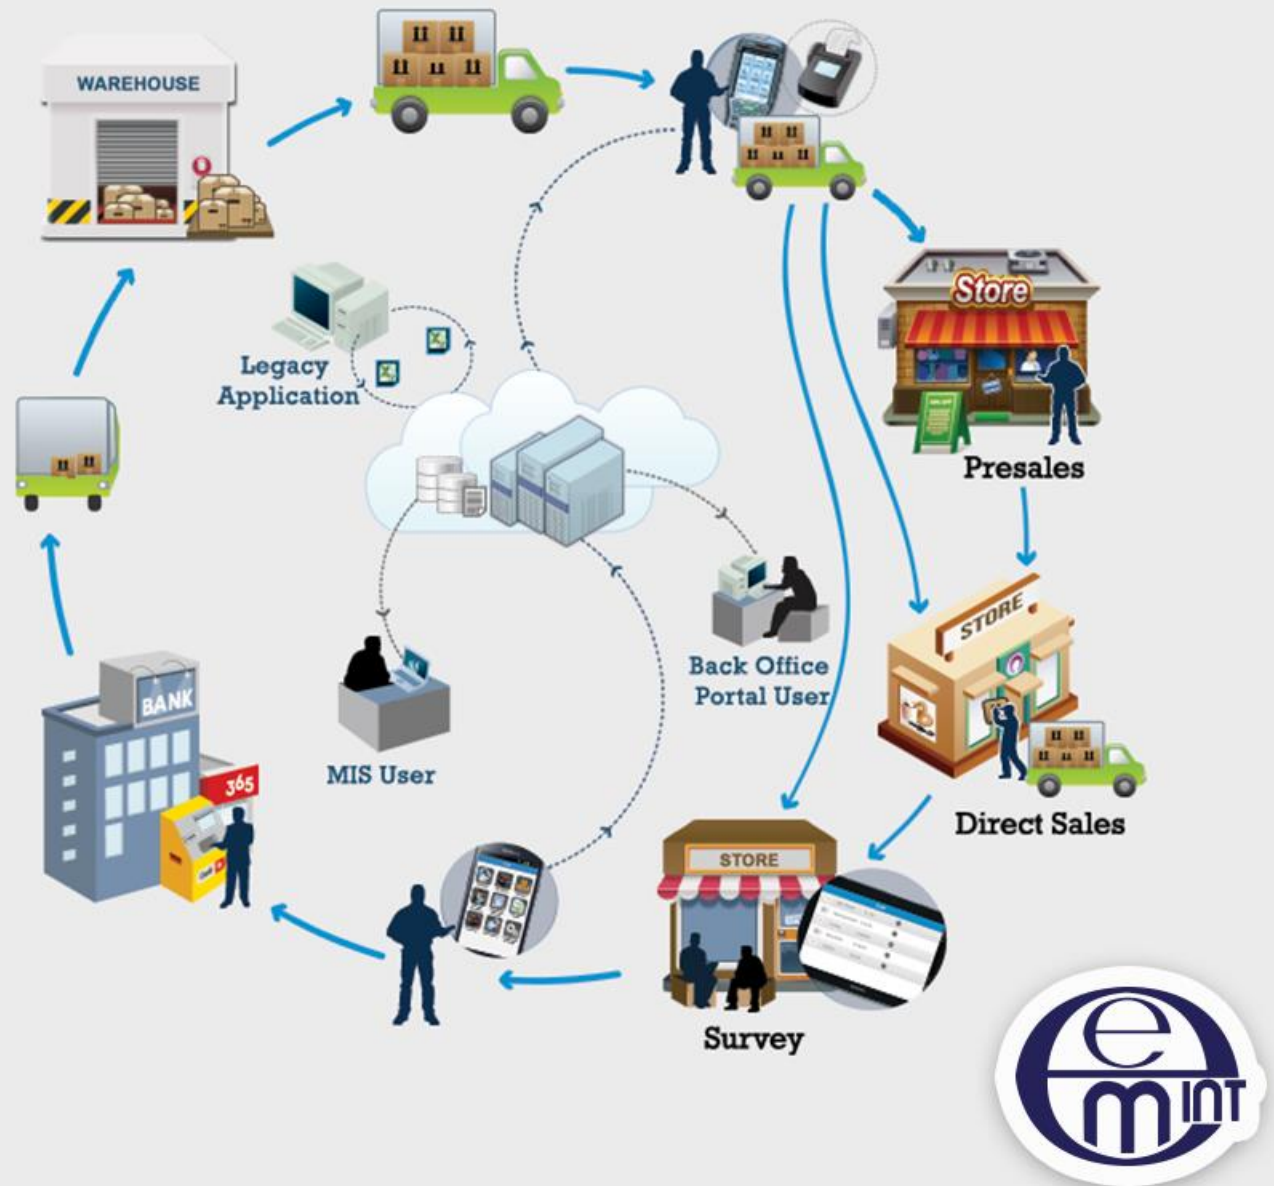 WAREHOUSE
Store
Legacy
Application
Presales
STORE
Back Office
Portal User
BANK
MIS User
365
Direct Sales
STORE
Survey
e
m INT